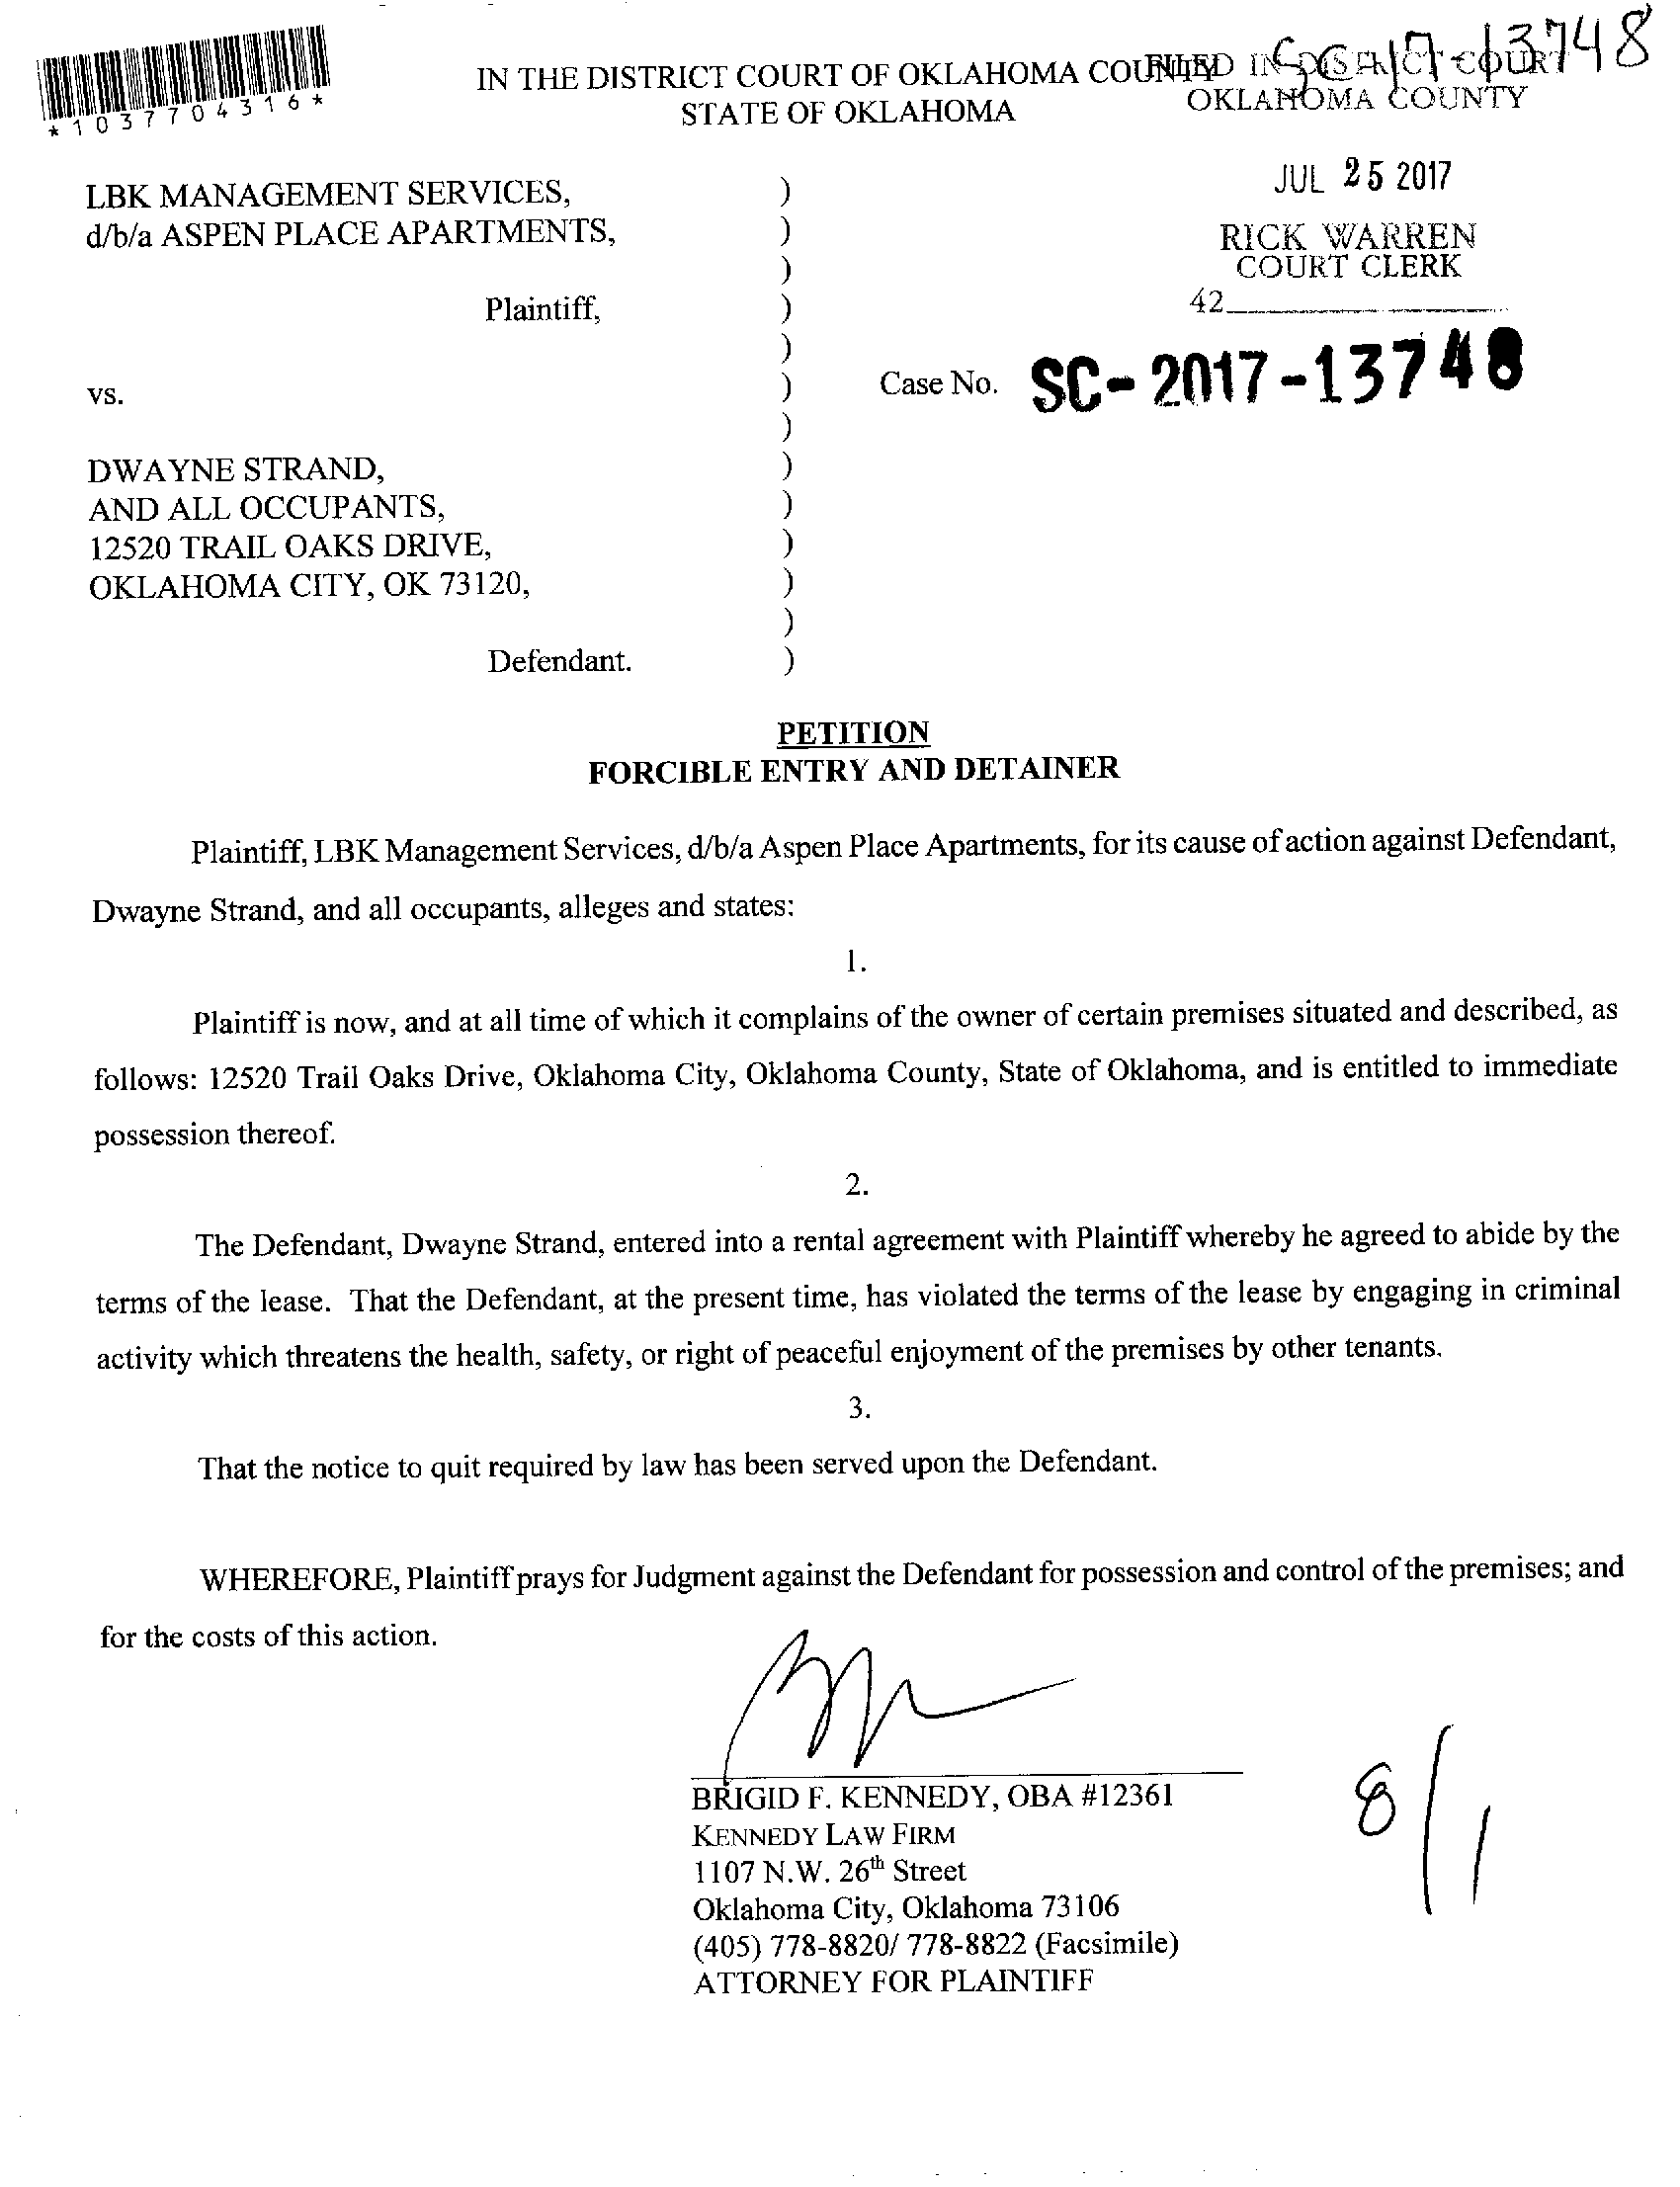 SC-17-13748
*1037704316*
IN THE DISTRICT COURT OF OKLAHOMA COUNTY
STATE OF OKLAHOMA
FILED IN DISTRICT COURT
OKLAHOMA COUNTY
JUL 25 2017
RICK WARREN
COURT CLERK
42
LBK MANAGEMENT SERVICES, )
d/b/a ASPEN PLACE APARTMENTS, )
)
Plaintiff, )
)
vs. ) Case No. SC-2017-13748
)
DWAYNE STRAND, )
AND ALL OCCUPANTS, )
12520 TRAIL OAKS DRIVE, )
OKLAHOMA CITY, OK 73120, )
)
Defendant. )
PETITION
FORCIBLE ENTRY AND DETAINER
Plaintiff, LBK Management Services, d/b/a Aspen Place Apartments, for its cause of action against Defendant,
Dwayne Strand, and all occupants, alleges and states:
1.
Plaintiff is now, and at all time of which it complains of the owner of certain premises situated and described, as
follows: 12520 Trail Oaks Drive, Oklahoma City, Oklahoma County, State of Oklahoma, and is entitled to immediate
possession thereof.
2.
The Defendant, Dwayne Strand, entered into a rental agreement with Plaintiff whereby he agreed to abide by the
terms of the lease. That the Defendant, at the present time, has violated the terms of the lease by engaging in criminal
activity which threatens the health, safety, or right of peaceful enjoyment of the premises by other tenants.
3.
That the notice to quit required by law has been served upon the Defendant.
WHEREFORE, Plaintiff prays for Judgment against the Defendant for possession and control of the premises; and
for the costs of this action.
BRIGID F. KENNEDY, OBA #12361
KENNEDY LAW FIRM
1107 N.W. 26th Street
Oklahoma City, Oklahoma 73106
(405) 778-8820/ 778-8822 (Facsimile)
ATTORNEY FOR PLAINTIFF
8/1